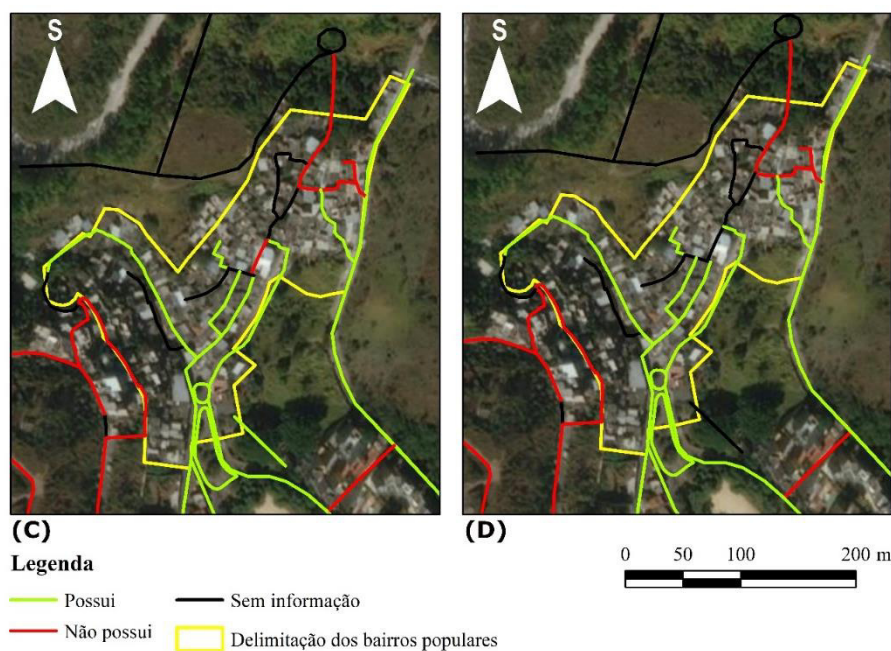 S
S
(C)
(D)
Legenda
Possui
Sem informação
Não possui
Delimitação dos bairros populares
0 50 100 200 m